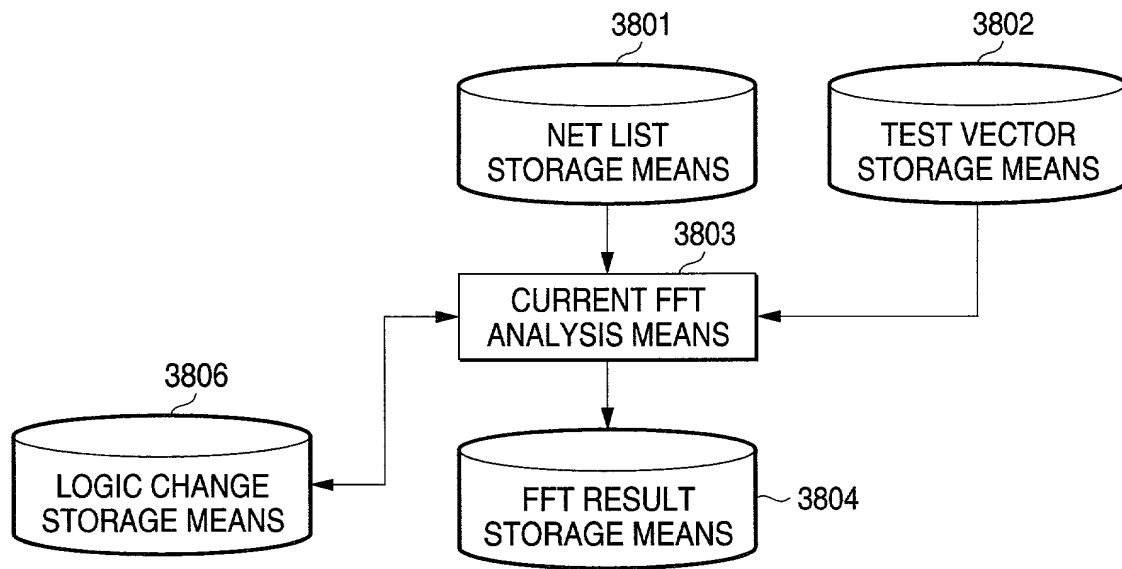 3801
3802
NET LIST
STORAGE MEANS
TEST VECTOR
STORAGE MEANS
3803
CURRENT FFT
ANALYSIS MEANS
3806
LOGIC CHANGE
STORAGE MEANS
FFT RESULT
STORAGE MEANS
3804